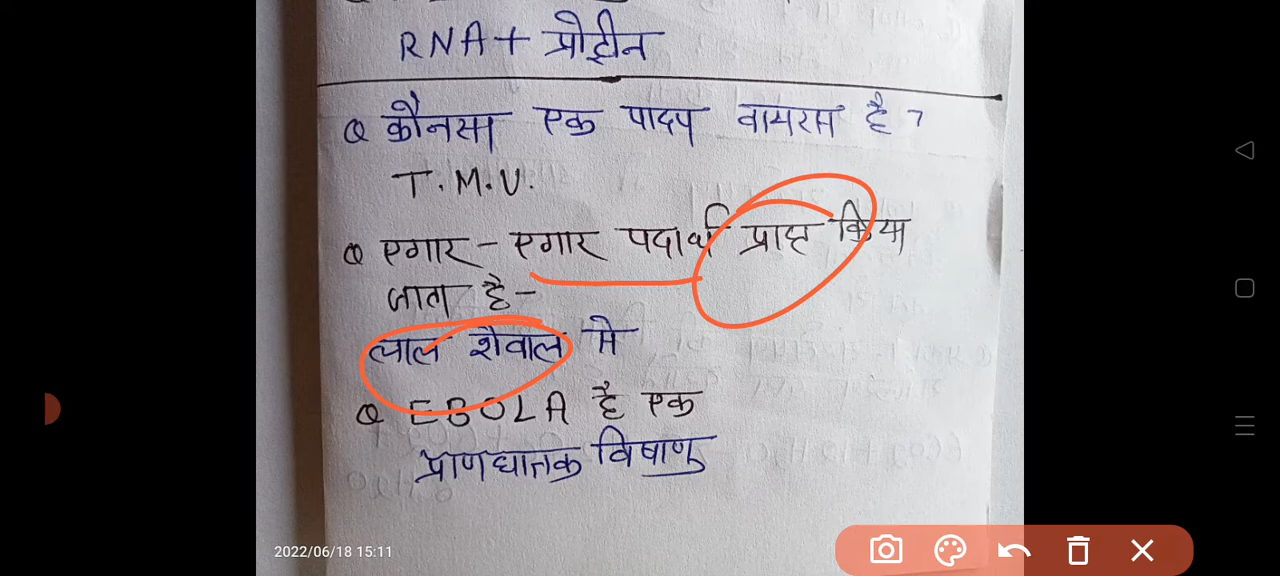 RNA + प्रोटीन
Q कौनसा एक पादप वायरस है ?
T.M.V.
Q एगार - एगार पदार्थ प्राप्त किया
जाता है -
लाल शैवाल से
Q EBOLA है एक
प्राणघातक विषाणु
2022/06/18 15:11